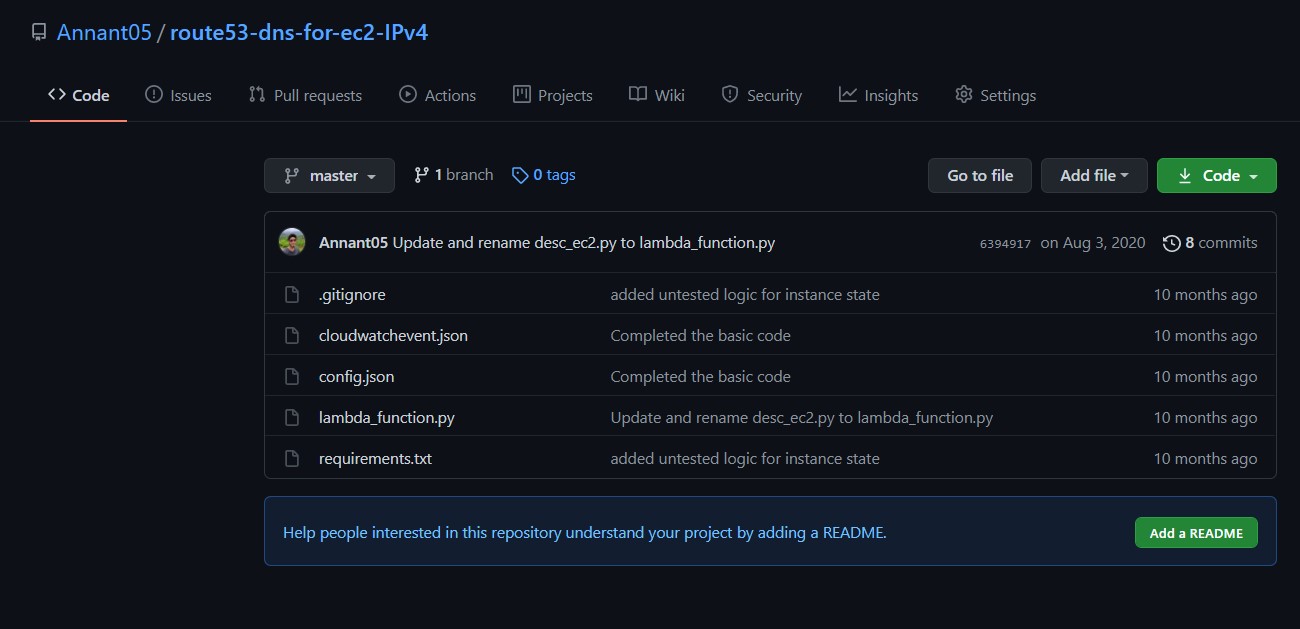 Annant05 / route53-dns-for-ec2-IPv4
Code Issues Pull requests Actions Projects Wiki Security Insights Settings
master 1 branch 0 tags Go to file Add file Code
Annant05 Update and rename desc_ec2.py to lambda_function.py 6394917 on Aug 3, 2020 8 commits
.gitignore added untested logic for instance state 10 months ago
cloudwatchevent.json Completed the basic code 10 months ago
config.json Completed the basic code 10 months ago
lambda_function.py Update and rename desc_ec2.py to lambda_function.py 10 months ago
requirements.txt added untested logic for instance state 10 months ago
Help people interested in this repository understand your project by adding a README. Add a README